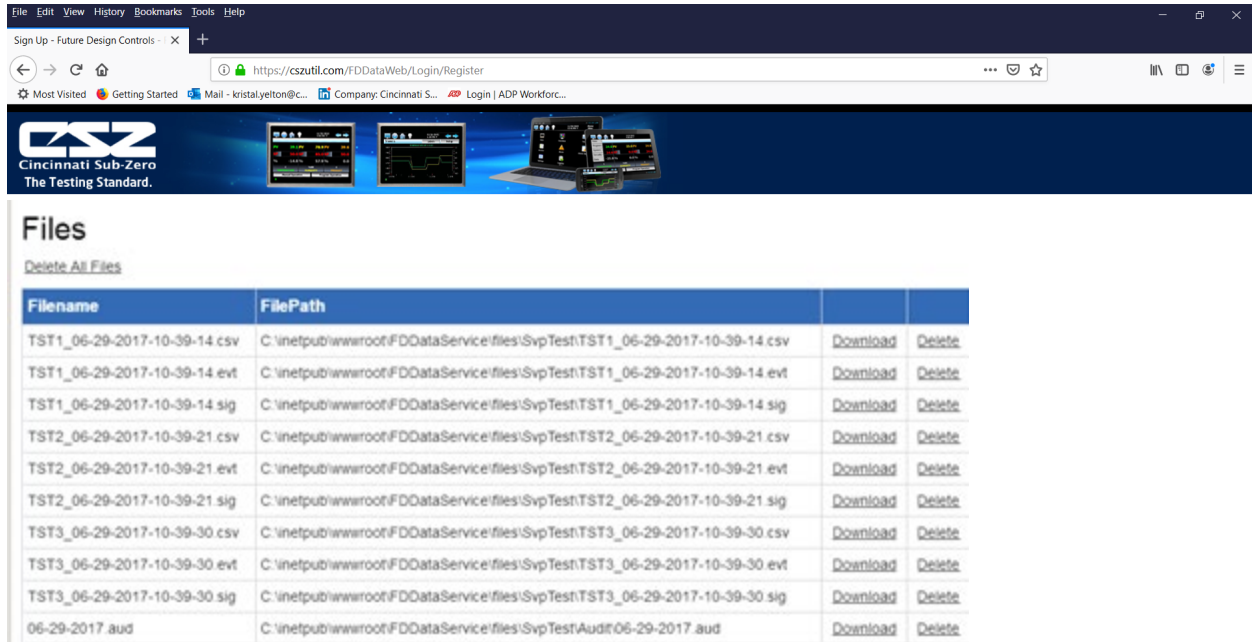 File Edit View History Bookmarks Tools Help
Sign Up - Future Design Controls -
https://cszutil.com/FDDataWeb/Login/Register
Most Visited Getting Started Mail - kristal.yelton@c... Company: Cincinnati S... Login | ADP Workforc...
CSZ
Cincinnati Sub-Zero
The Testing Standard.
Files
Delete All Files
Filename FilePath
TST1_06-29-2017-10-39-14.csv C:\inetpub\wwwroot\FDDataService\files\SvpTest\TST1_06-29-2017-10-39-14.csv Download Delete
TST1_06-29-2017-10-39-14.evt C:\inetpub\wwwroot\FDDataService\files\SvpTest\TST1_06-29-2017-10-39-14.evt Download Delete
TST1_06-29-2017-10-39-14.sig C:\inetpub\wwwroot\FDDataService\files\SvpTest\TST1_06-29-2017-10-39-14.sig Download Delete
TST2_06-29-2017-10-39-21.csv C:\inetpub\wwwroot\FDDataService\files\SvpTest\TST2_06-29-2017-10-39-21.csv Download Delete
TST2_06-29-2017-10-39-21.evt C:\inetpub\wwwroot\FDDataService\files\SvpTest\TST2_06-29-2017-10-39-21.evt Download Delete
TST2_06-29-2017-10-39-21.sig C:\inetpub\wwwroot\FDDataService\files\SvpTest\TST2_06-29-2017-10-39-21.sig Download Delete
TST3_06-29-2017-10-39-30.csv C:\inetpub\wwwroot\FDDataService\files\SvpTest\TST3_06-29-2017-10-39-30.csv Download Delete
TST3_06-29-2017-10-39-30.evt C:\inetpub\wwwroot\FDDataService\files\SvpTest\TST3_06-29-2017-10-39-30.evt Download Delete
TST3_06-29-2017-10-39-30.sig C:\inetpub\wwwroot\FDDataService\files\SvpTest\TST3_06-29-2017-10-39-30.sig Download Delete
06-29-2017.aud C:\inetpub\wwwroot\FDDataService\files\SvpTest\Audit\06-29-2017.aud Download Delete